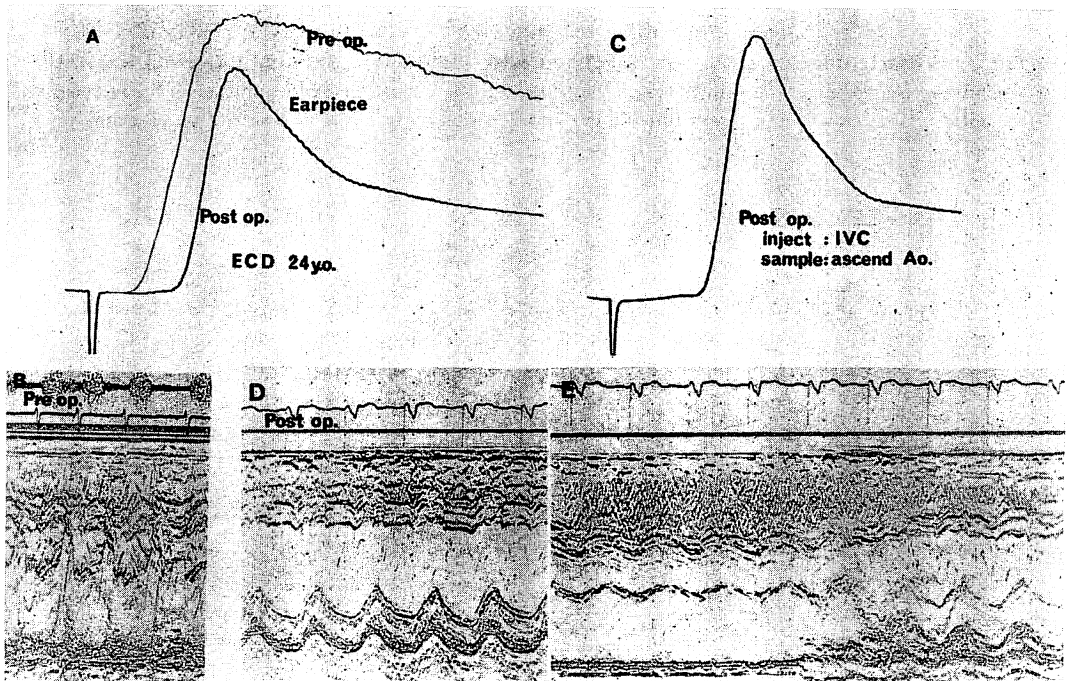 A
Pre op.
Earpiece
Post op.
ECD 24y.o.
C
Post op.
inject : IVC
sample: ascend Ao.
B
Pre op.
D
Post op.
E